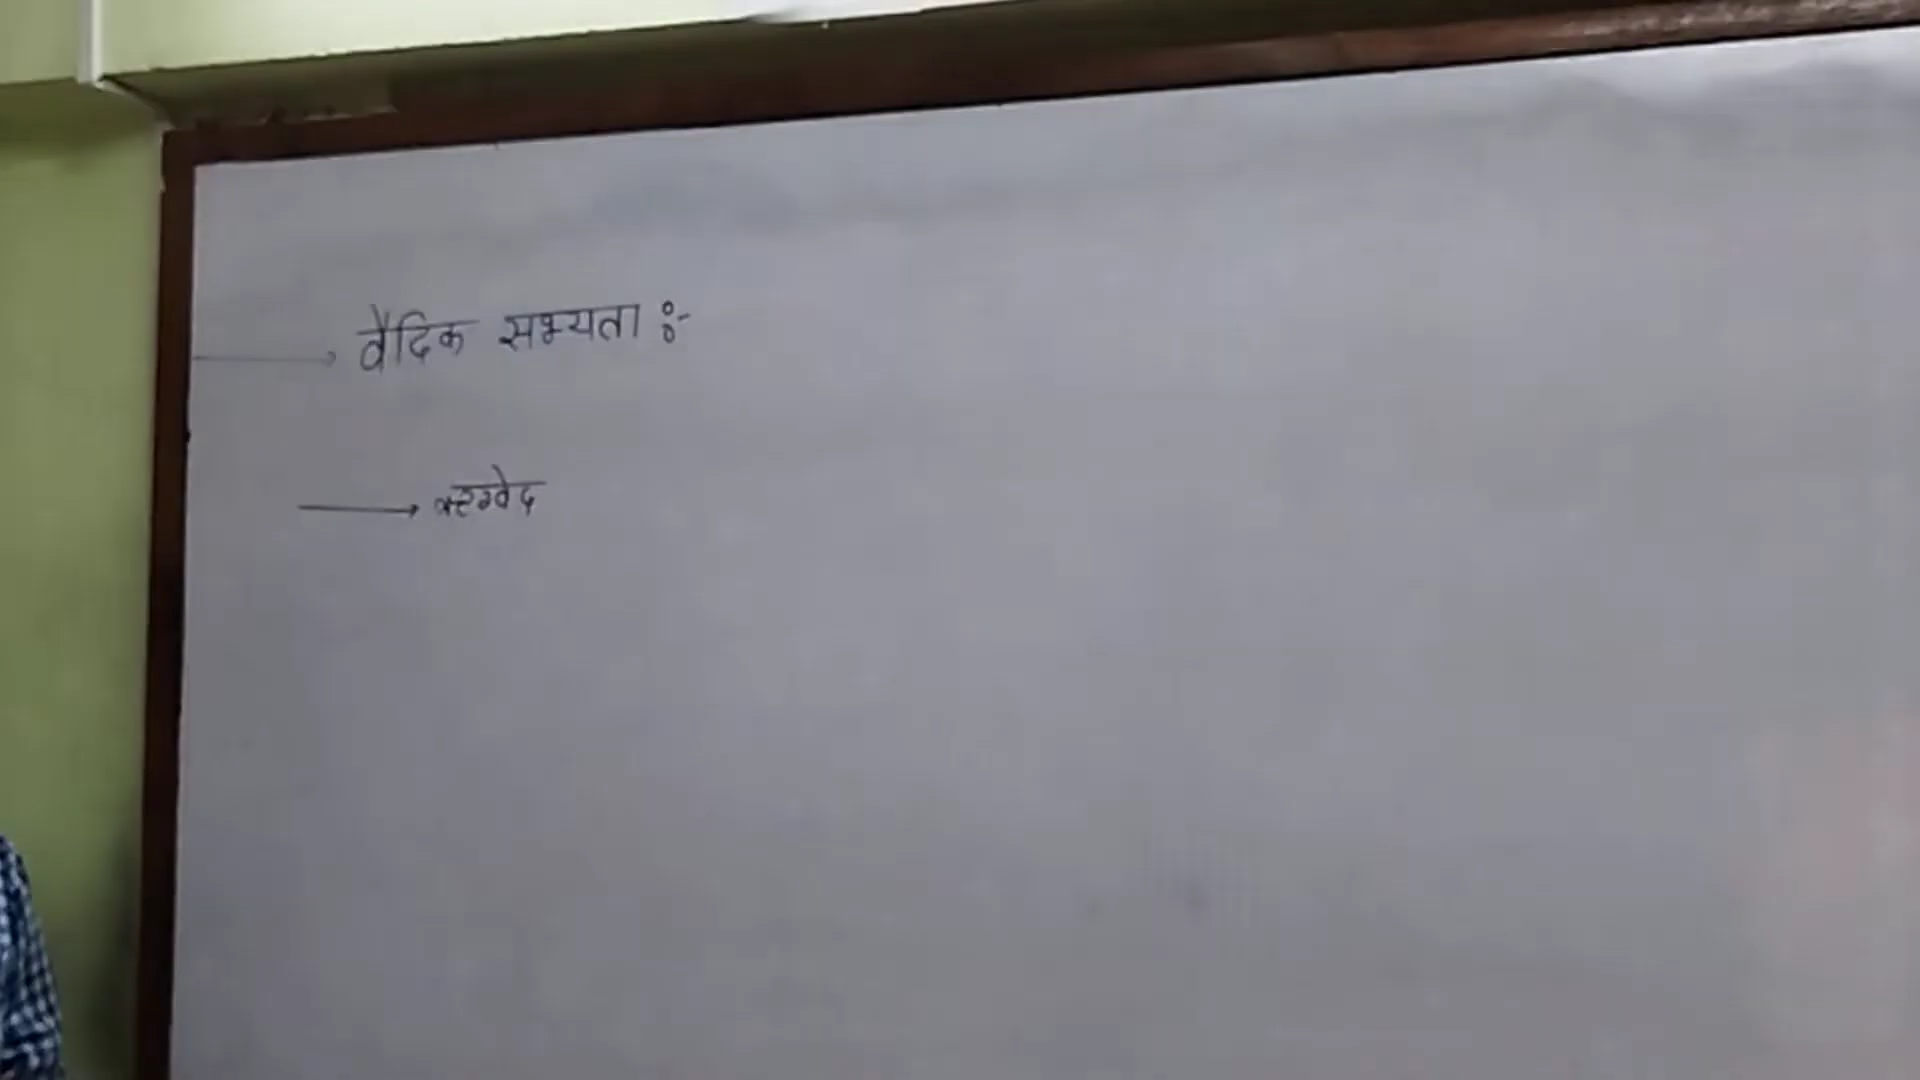 → वैदिक सभ्यता :-
→ ऋग्वेद